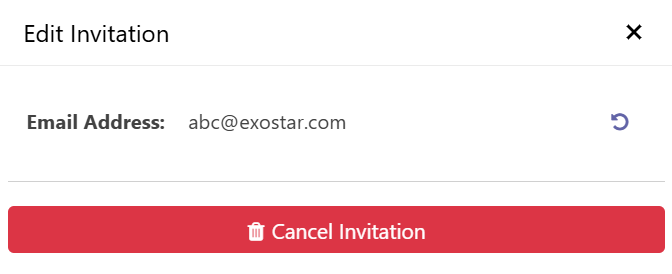 Edit Invitation
Email Address: abc@exostar.com
Cancel Invitation